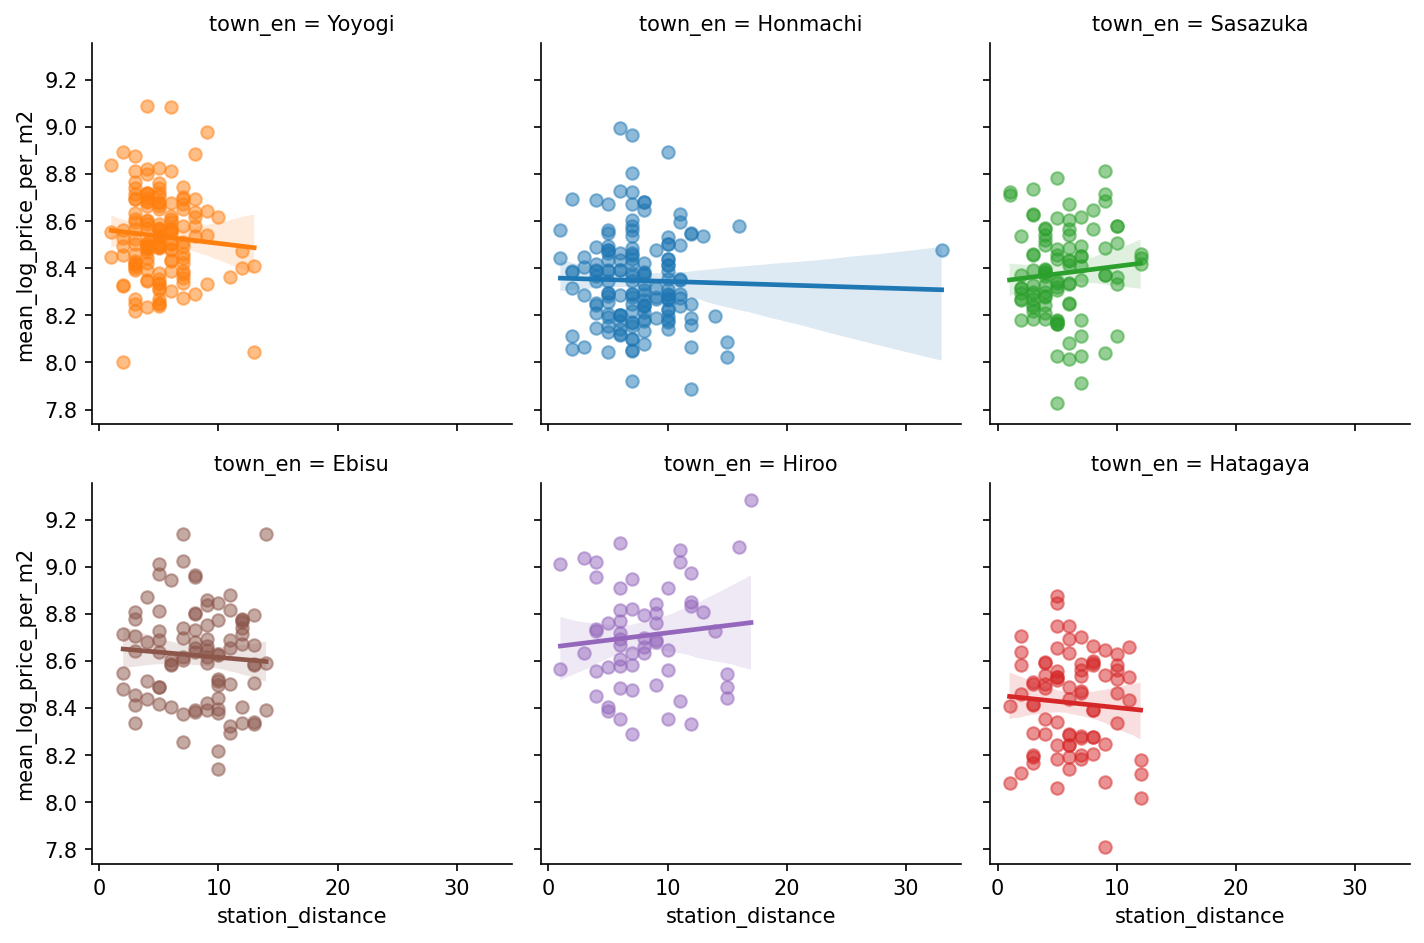 town_en = Yoyogi
town_en = Honmachi
town_en = Sasazuka
mean_log_price_per_m2
9.2
9.0
8.8
8.6
8.4
8.2
8.0
7.8
town_en = Ebisu
town_en = Hiroo
town_en = Hatagaya
mean_log_price_per_m2
9.2
9.0
8.8
8.6
8.4
8.2
8.0
7.8
0 10 20 30
0 10 20 30
0 10 20 30
station_distance
station_distance
station_distance